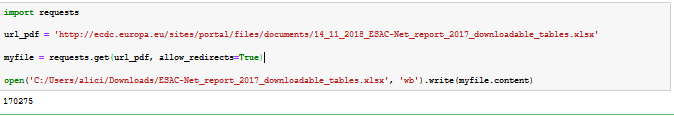 import requests
url_pdf = 'http://ecdc.europa.eu/sites/portal/files/documents/14_11_2018_ESAC-Net_report_2017_downloadable_tables.xlsx'
myfile = requests.get(url_pdf, allow_redirects=True)
open('C:/Users/alici/Downloads/ESAC-Net_report_2017_downloadable_tables.xlsx', 'wb').write(myfile.content)
170275